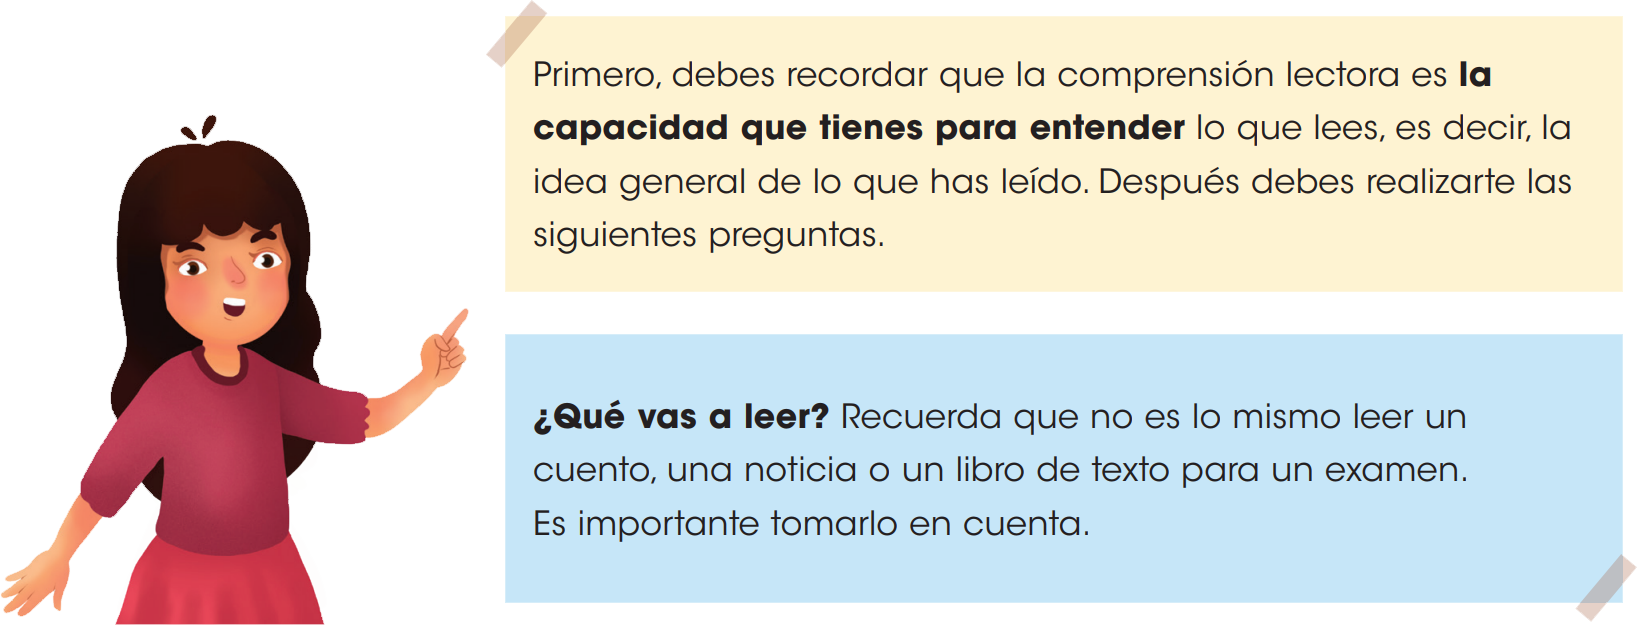 Primero, debes recordar que la comprensión lectora es la
capacidad que tienes para entender lo que lees, es decir, la
idea general de lo que has leído. Después debes realizarte las
siguientes preguntas.
¿Qué vas a leer? Recuerda que no es lo mismo leer un
cuento, una noticia o un libro de texto para un examen.
Es importante tomarlo en cuenta.